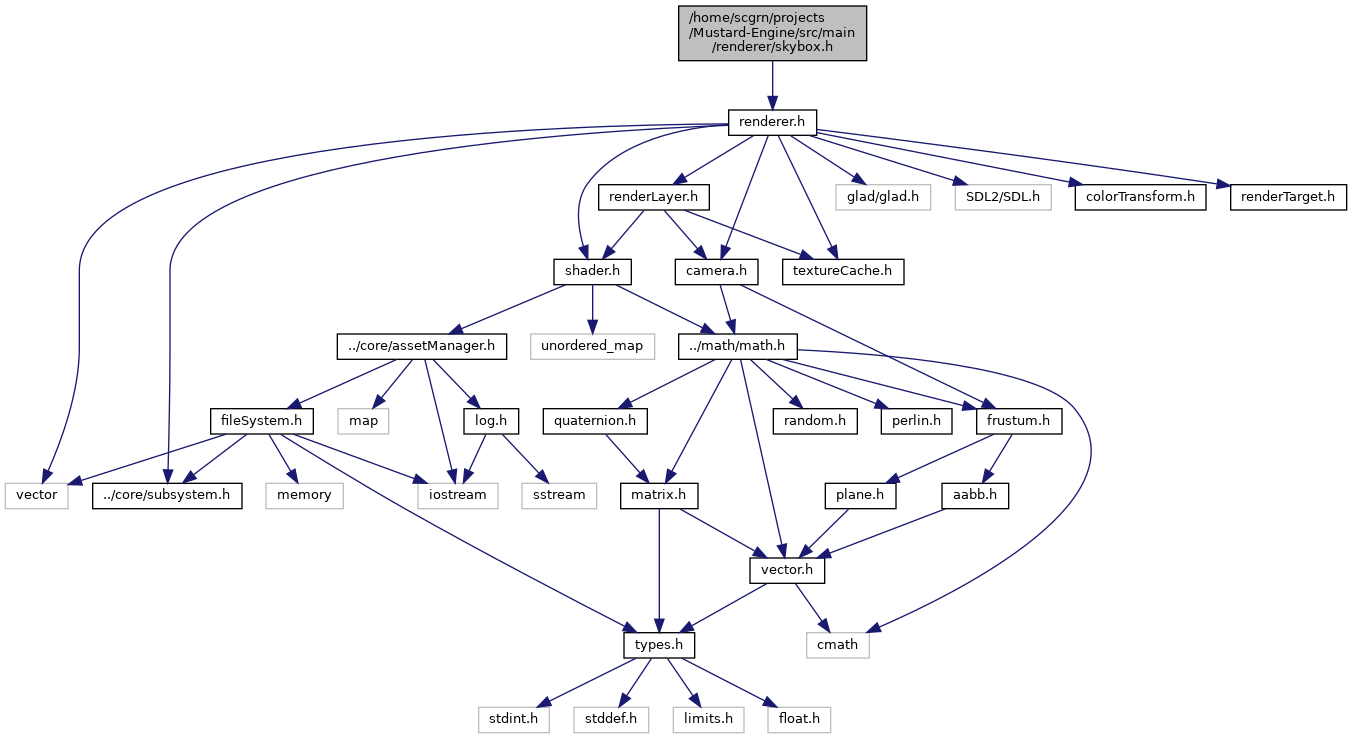 /home/scgrn/projects
/Mustard-Engine/src/main
/renderer/skybox.h
renderer.h
renderLayer.h
glad/glad.h
SDL2/SDL.h
colorTransform.h
renderTarget.h
shader.h
camera.h
textureCache.h
../core/assetManager.h
unordered_map
../math/math.h
fileSystem.h
map
log.h
quaternion.h
random.h
perlin.h
frustum.h
vector
../core/subsystem.h
memory
iostream
sstream
matrix.h
plane.h
aabb.h
vector.h
types.h
cmath
stdint.h
stddef.h
limits.h
float.h